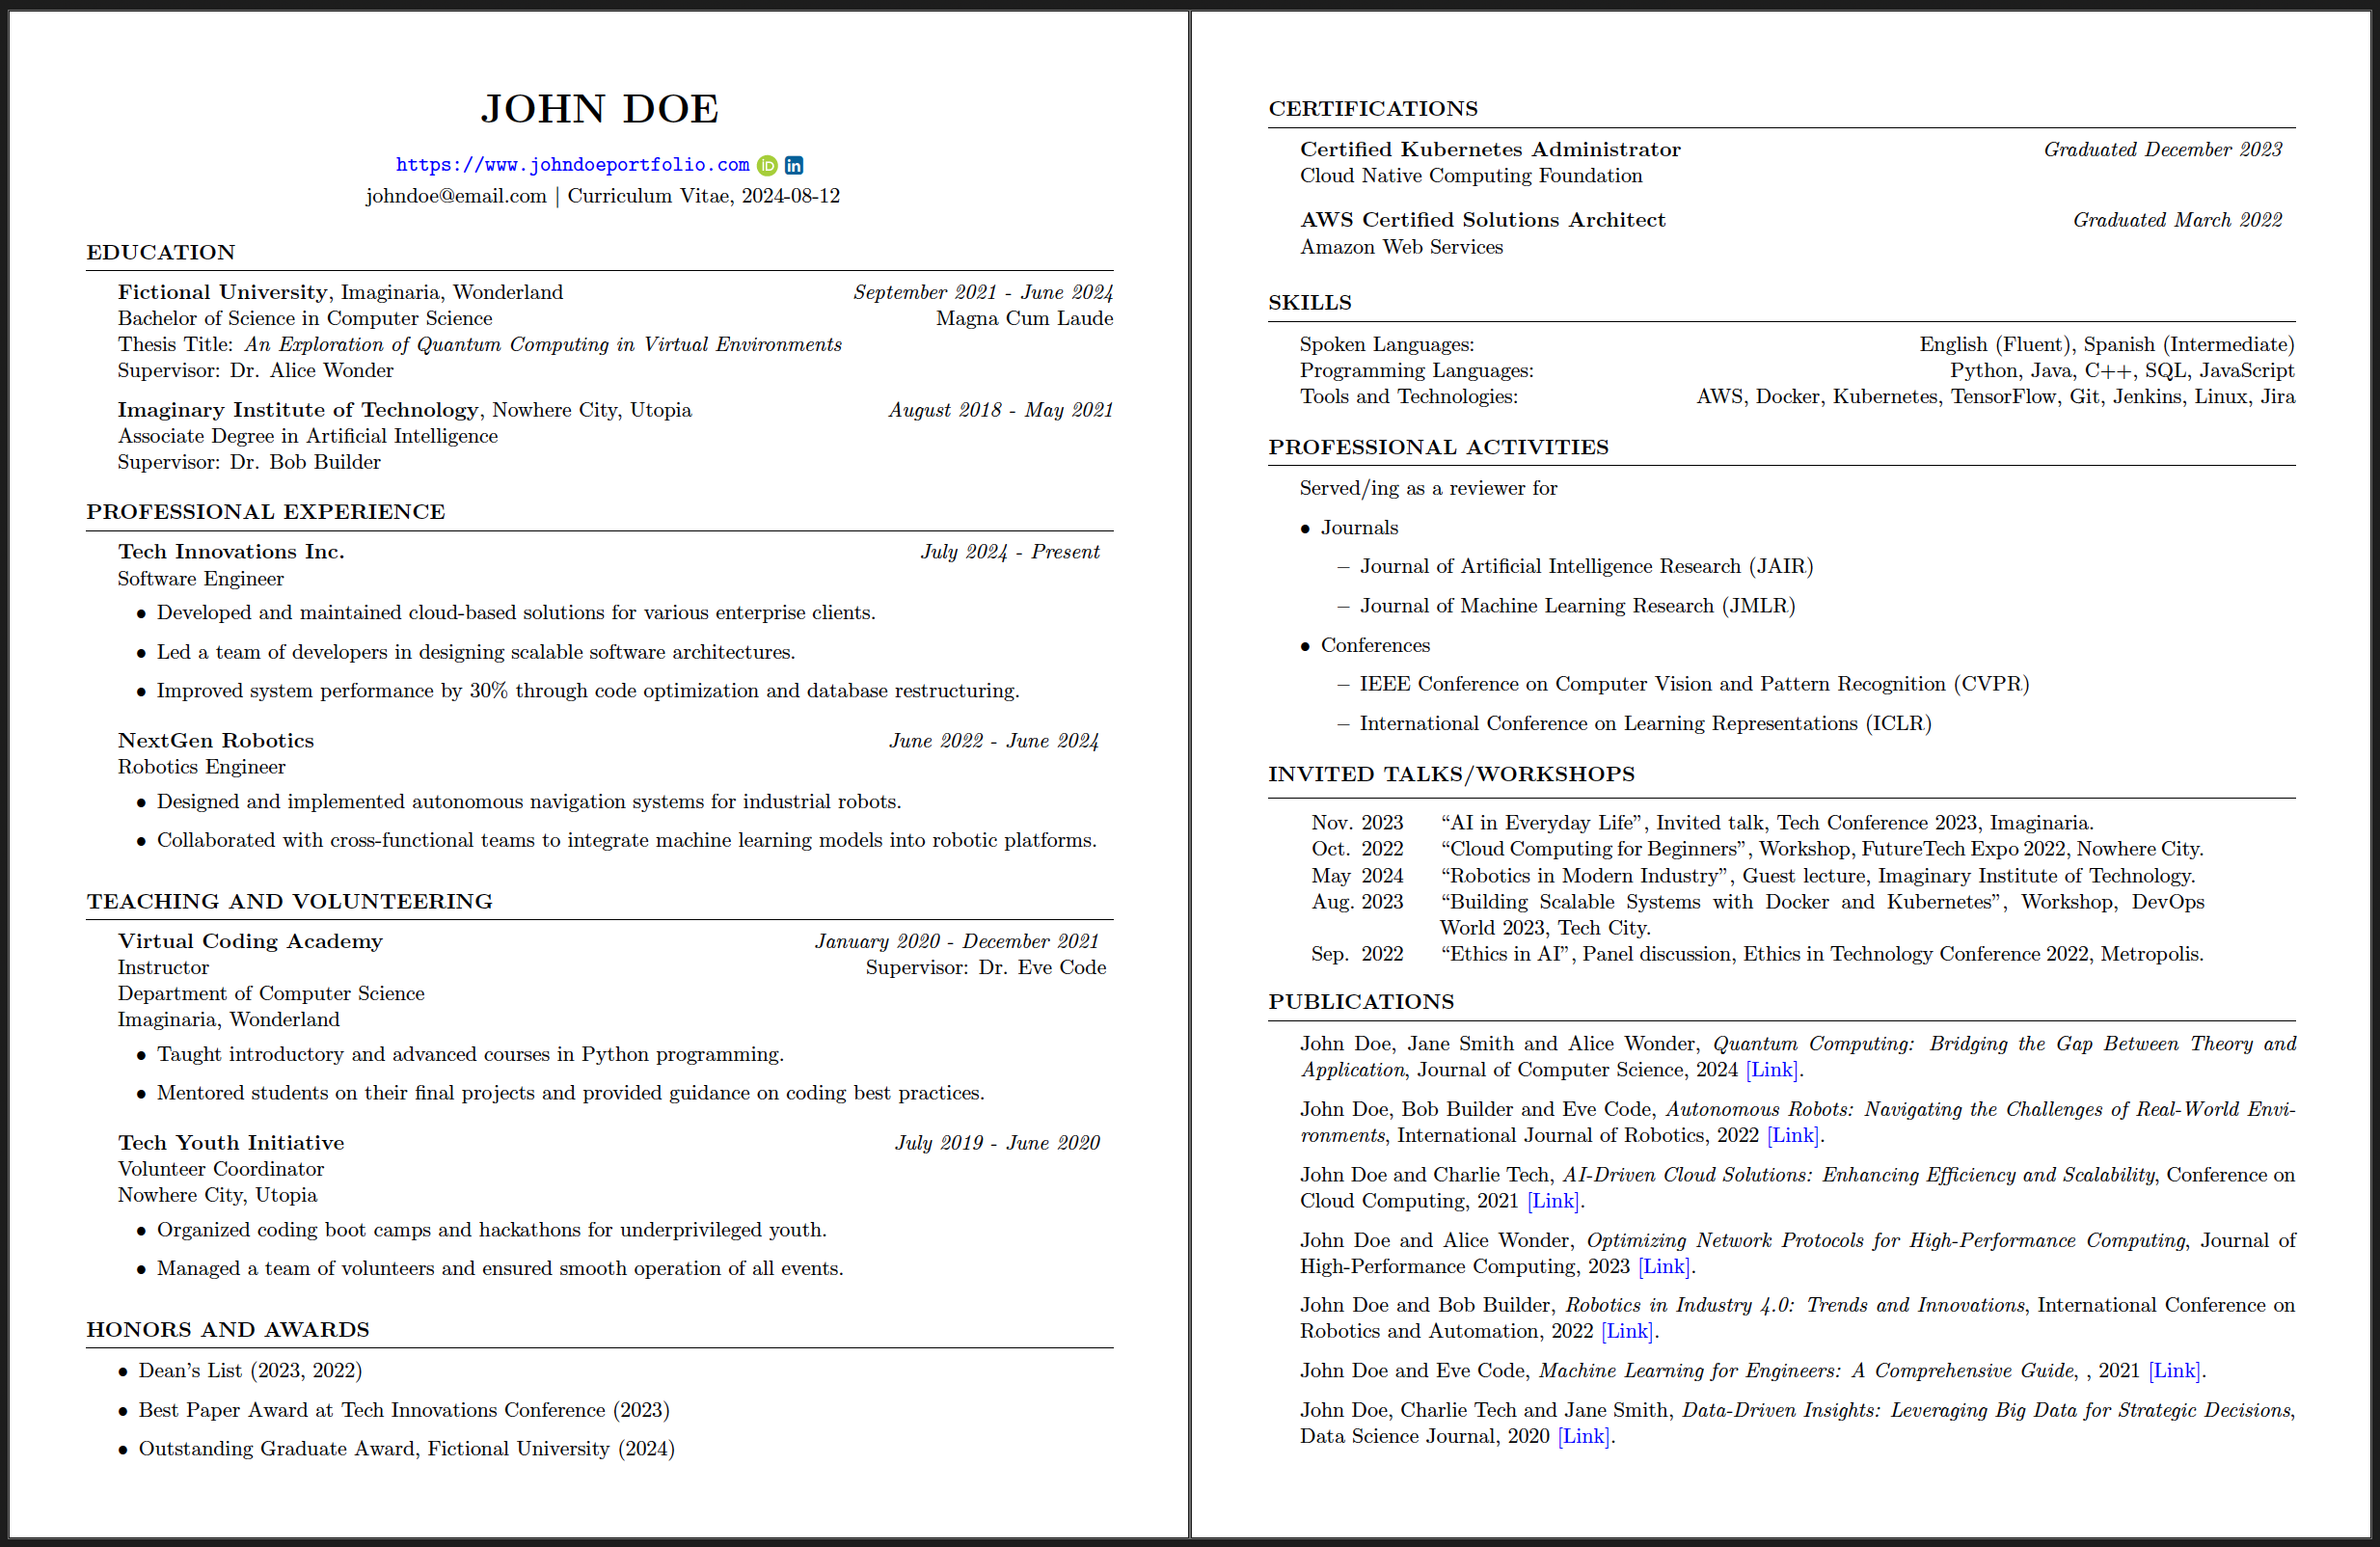 JOHN DOE
https://www.johndoeportfolio.com iD in
johndoe@email.com | Curriculum Vitae, 2024-08-12
EDUCATION
Fictional University, Imaginaria, Wonderland September 2021 - June 2024
Bachelor of Science in Computer Science Magna Cum Laude
Thesis Title: An Exploration of Quantum Computing in Virtual Environments
Supervisor: Dr. Alice Wonder
Imaginary Institute of Technology, Nowhere City, Utopia August 2018 - May 2021
Associate Degree in Artificial Intelligence
Supervisor: Dr. Bob Builder
PROFESSIONAL EXPERIENCE
Tech Innovations Inc. July 2024 - Present
Software Engineer
• Developed and maintained cloud-based solutions for various enterprise clients.
• Led a team of developers in designing scalable software architectures.
• Improved system performance by 30% through code optimization and database restructuring.
NextGen Robotics June 2022 - June 2024
Robotics Engineer
• Designed and implemented autonomous navigation systems for industrial robots.
• Collaborated with cross-functional teams to integrate machine learning models into robotic platforms.
TEACHING AND VOLUNTEERING
Virtual Coding Academy January 2020 - December 2021
Instructor Supervisor: Dr. Eve Code
Department of Computer Science
Imaginaria, Wonderland
• Taught introductory and advanced courses in Python programming.
• Mentored students on their final projects and provided guidance on coding best practices.
Tech Youth Initiative July 2019 - June 2020
Volunteer Coordinator
Nowhere City, Utopia
• Organized coding boot camps and hackathons for underprivileged youth.
• Managed a team of volunteers and ensured smooth operation of all events.
HONORS AND AWARDS
• Dean's List (2023, 2022)
• Best Paper Award at Tech Innovations Conference (2023)
• Outstanding Graduate Award, Fictional University (2024)
CERTIFICATIONS
Certified Kubernetes Administrator Graduated December 2023
Cloud Native Computing Foundation
AWS Certified Solutions Architect Graduated March 2022
Amazon Web Services
SKILLS
Spoken Languages: English (Fluent), Spanish (Intermediate)
Programming Languages: Python, Java, C++, SQL, JavaScript
Tools and Technologies: AWS, Docker, Kubernetes, TensorFlow, Git, Jenkins, Linux, Jira
PROFESSIONAL ACTIVITIES
Served/ing as a reviewer for
• Journals
– Journal of Artificial Intelligence Research (JAIR)
– Journal of Machine Learning Research (JMLR)
• Conferences
– IEEE Conference on Computer Vision and Pattern Recognition (CVPR)
– International Conference on Learning Representations (ICLR)
INVITED TALKS/WORKSHOPS
Nov. 2023 “AI in Everyday Life”, Invited talk, Tech Conference 2023, Imaginaria.
Oct. 2022 “Cloud Computing for Beginners”, Workshop, FutureTech Expo 2022, Nowhere City.
May 2024 “Robotics in Modern Industry”, Guest lecture, Imaginary Institute of Technology.
Aug. 2023 “Building Scalable Systems with Docker and Kubernetes”, Workshop, DevOps
World 2023, Tech City.
Sep. 2022 “Ethics in AI”, Panel discussion, Ethics in Technology Conference 2022, Metropolis.
PUBLICATIONS
John Doe, Jane Smith and Alice Wonder, Quantum Computing: Bridging the Gap Between Theory and
Application, Journal of Computer Science, 2024 [Link].
John Doe, Bob Builder and Eve Code, Autonomous Robots: Navigating the Challenges of Real-World Envi-
ronments, International Journal of Robotics, 2022 [Link].
John Doe and Charlie Tech, AI-Driven Cloud Solutions: Enhancing Efficiency and Scalability, Conference on
Cloud Computing, 2021 [Link].
John Doe and Alice Wonder, Optimizing Network Protocols for High-Performance Computing, Journal of
High-Performance Computing, 2023 [Link].
John Doe and Bob Builder, Robotics in Industry 4.0: Trends and Innovations, International Conference on
Robotics and Automation, 2022 [Link].
John Doe and Eve Code, Machine Learning for Engineers: A Comprehensive Guide, , 2021 [Link].
John Doe, Charlie Tech and Jane Smith, Data-Driven Insights: Leveraging Big Data for Strategic Decisions,
Data Science Journal, 2020 [Link].